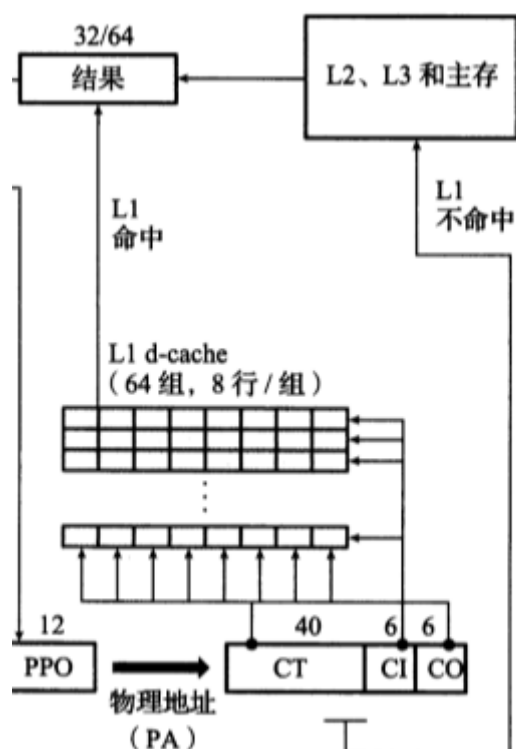 32/64
结果
L2、L3 和主存
L1
命中
L1
不命中
L1 d-cache
（64 组，8 行/组）
⋮
12
40
6
6
PPO
物理地址
（PA）
CT
CI
CO